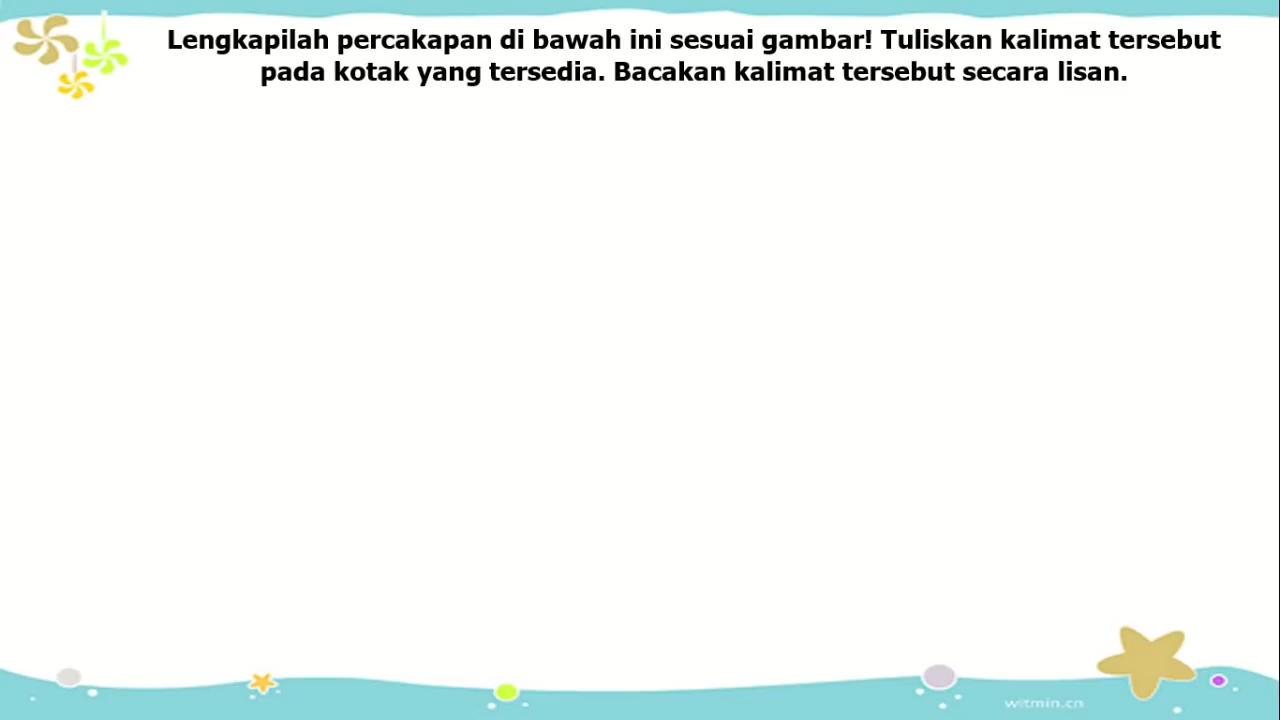 Lengkapilah percakapan di bawah ini sesuai gambar! Tuliskan kalimat tersebut
pada kotak yang tersedia. Bacakan kalimat tersebut secara lisan.
witmin.cn